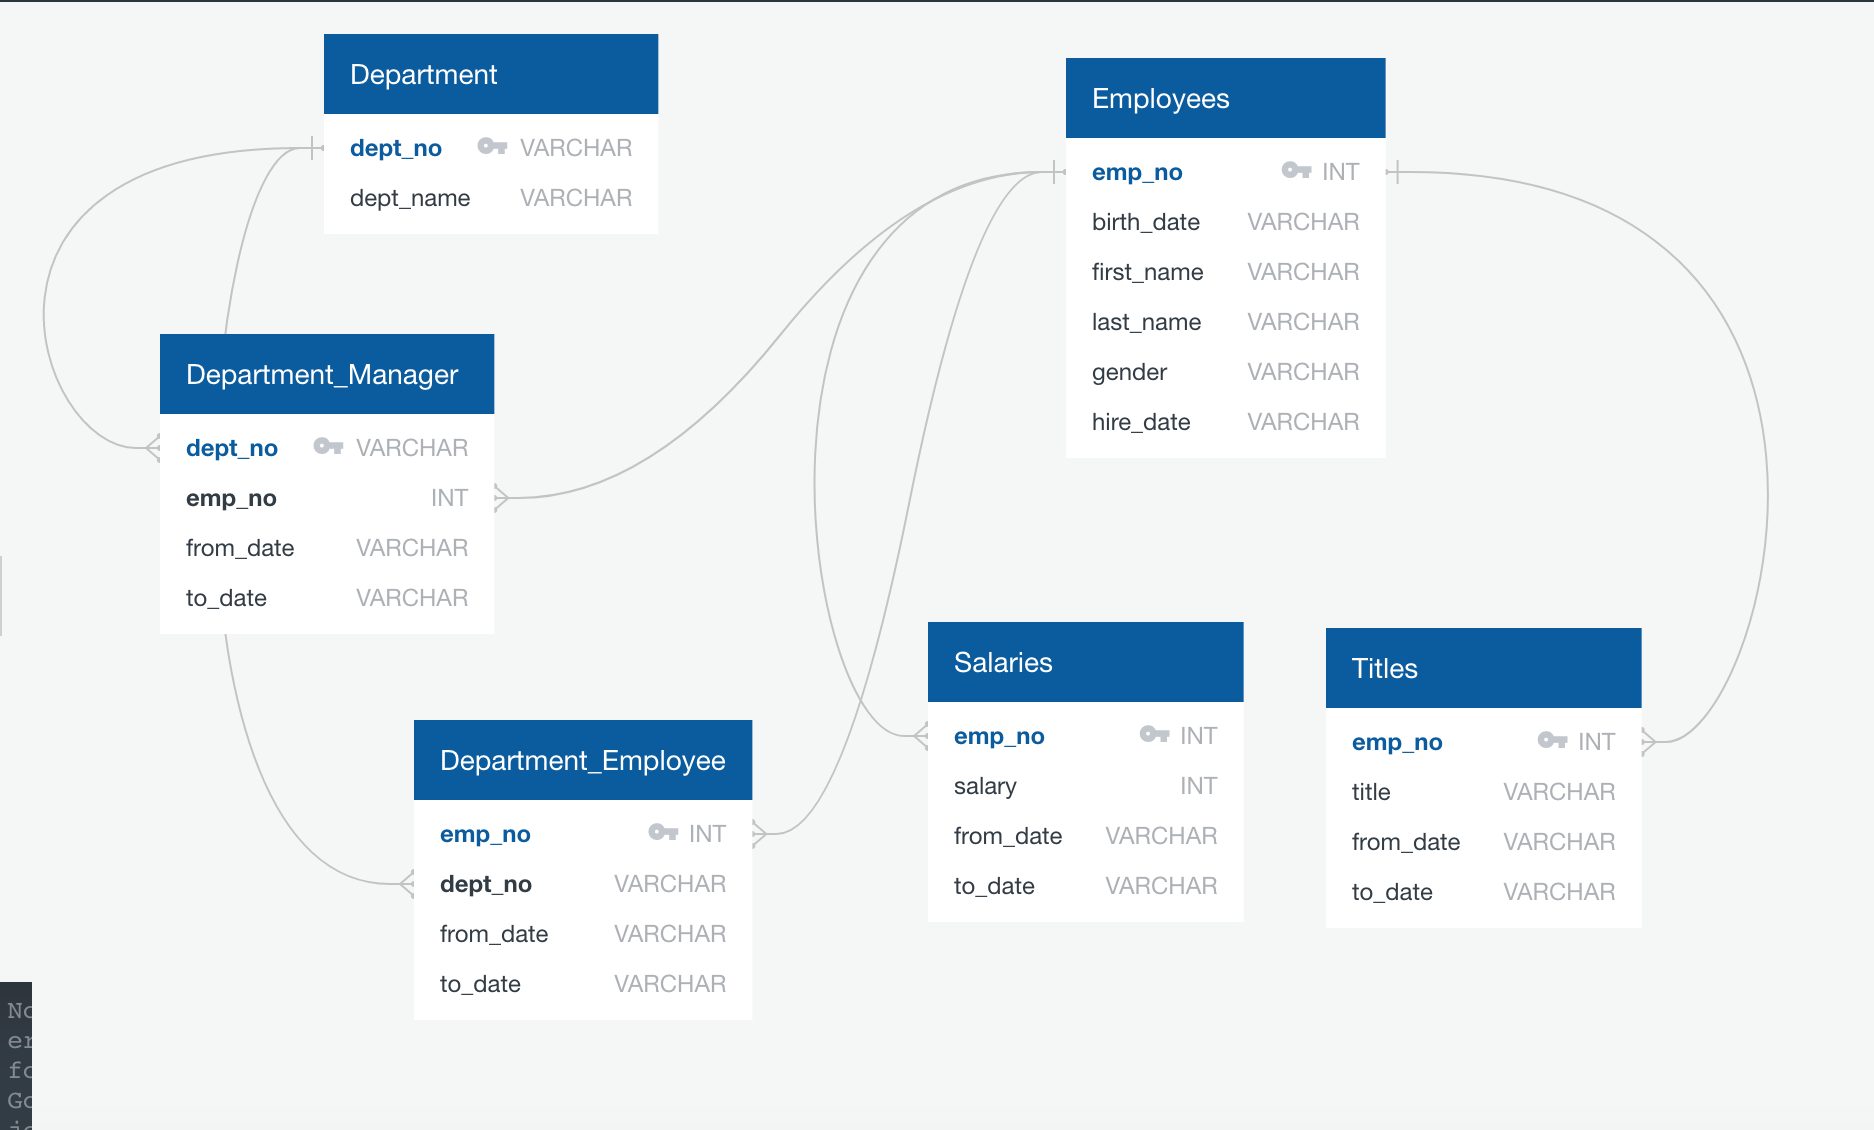 Department
dept_no VARCHAR
dept_name VARCHAR
Employees
emp_no INT
birth_date VARCHAR
first_name VARCHAR
last_name VARCHAR
gender VARCHAR
hire_date VARCHAR
Department_Manager
dept_no VARCHAR
emp_no INT
from_date VARCHAR
to_date VARCHAR
Department_Employee
emp_no INT
dept_no VARCHAR
from_date VARCHAR
to_date VARCHAR
Salaries
emp_no INT
salary INT
from_date VARCHAR
to_date VARCHAR
Titles
emp_no INT
title VARCHAR
from_date VARCHAR
to_date VARCHAR